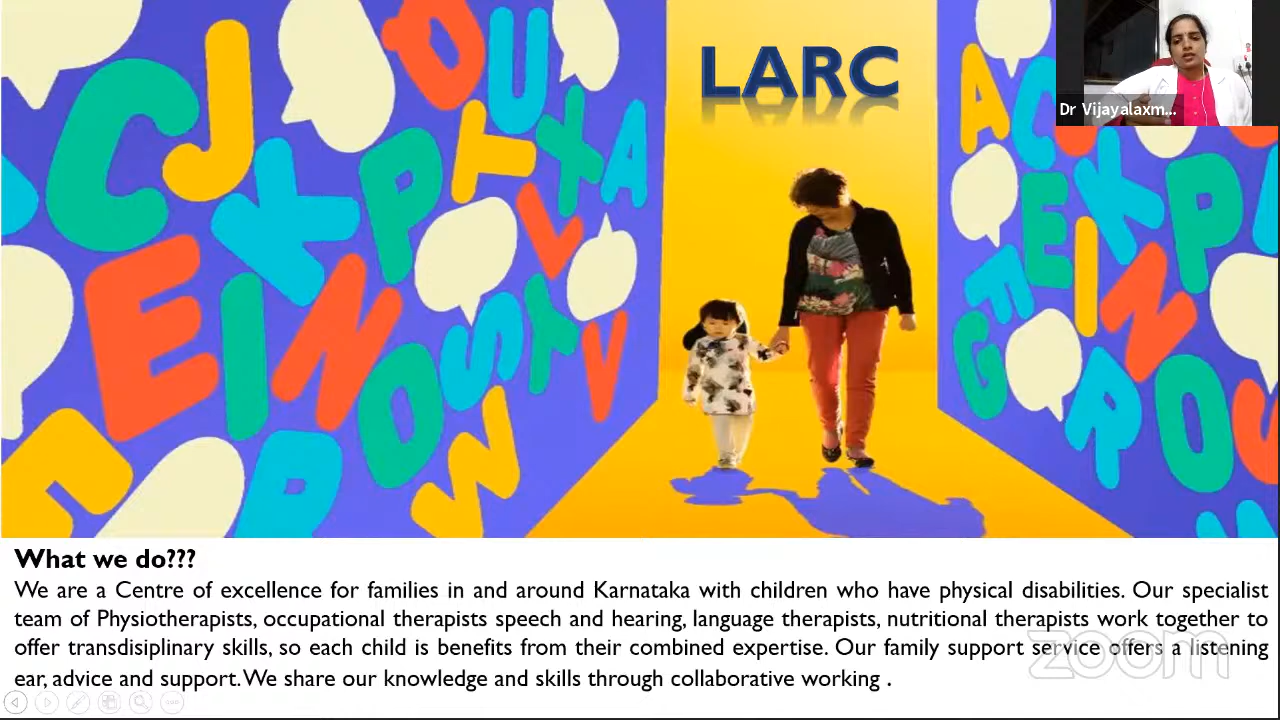 LARC
Dr Vijayalaxm...
What we do???
We are a Centre of excellence for families in and around Karnataka with children who have physical disabilities. Our specialist
team of Physiotherapists, occupational therapists speech and hearing, language therapists, nutritional therapists work together to
offer transdisiplinary skills, so each child is benefits from their combined expertise. Our family support service offers a listening
ear, advice and support. We share our knowledge and skills through collaborative working .
zoom